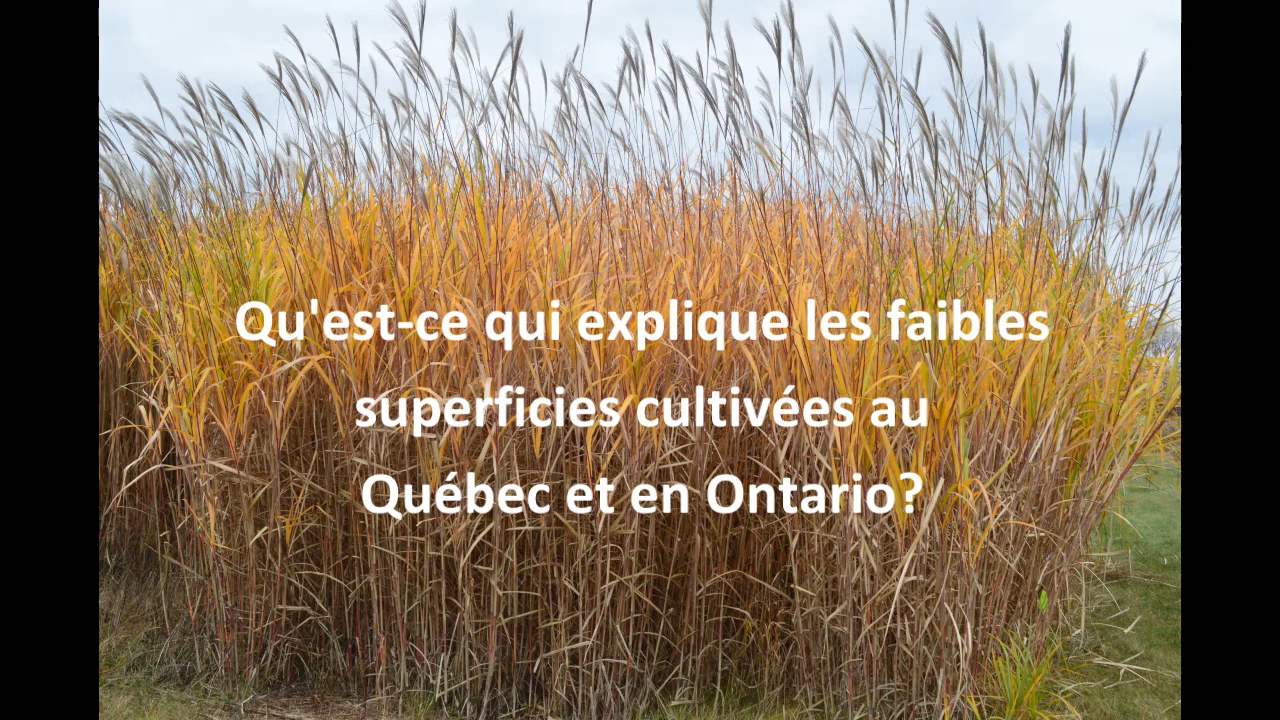 Qu'est-ce qui explique les faibles
superficies cultivées au
Québec et en Ontario?